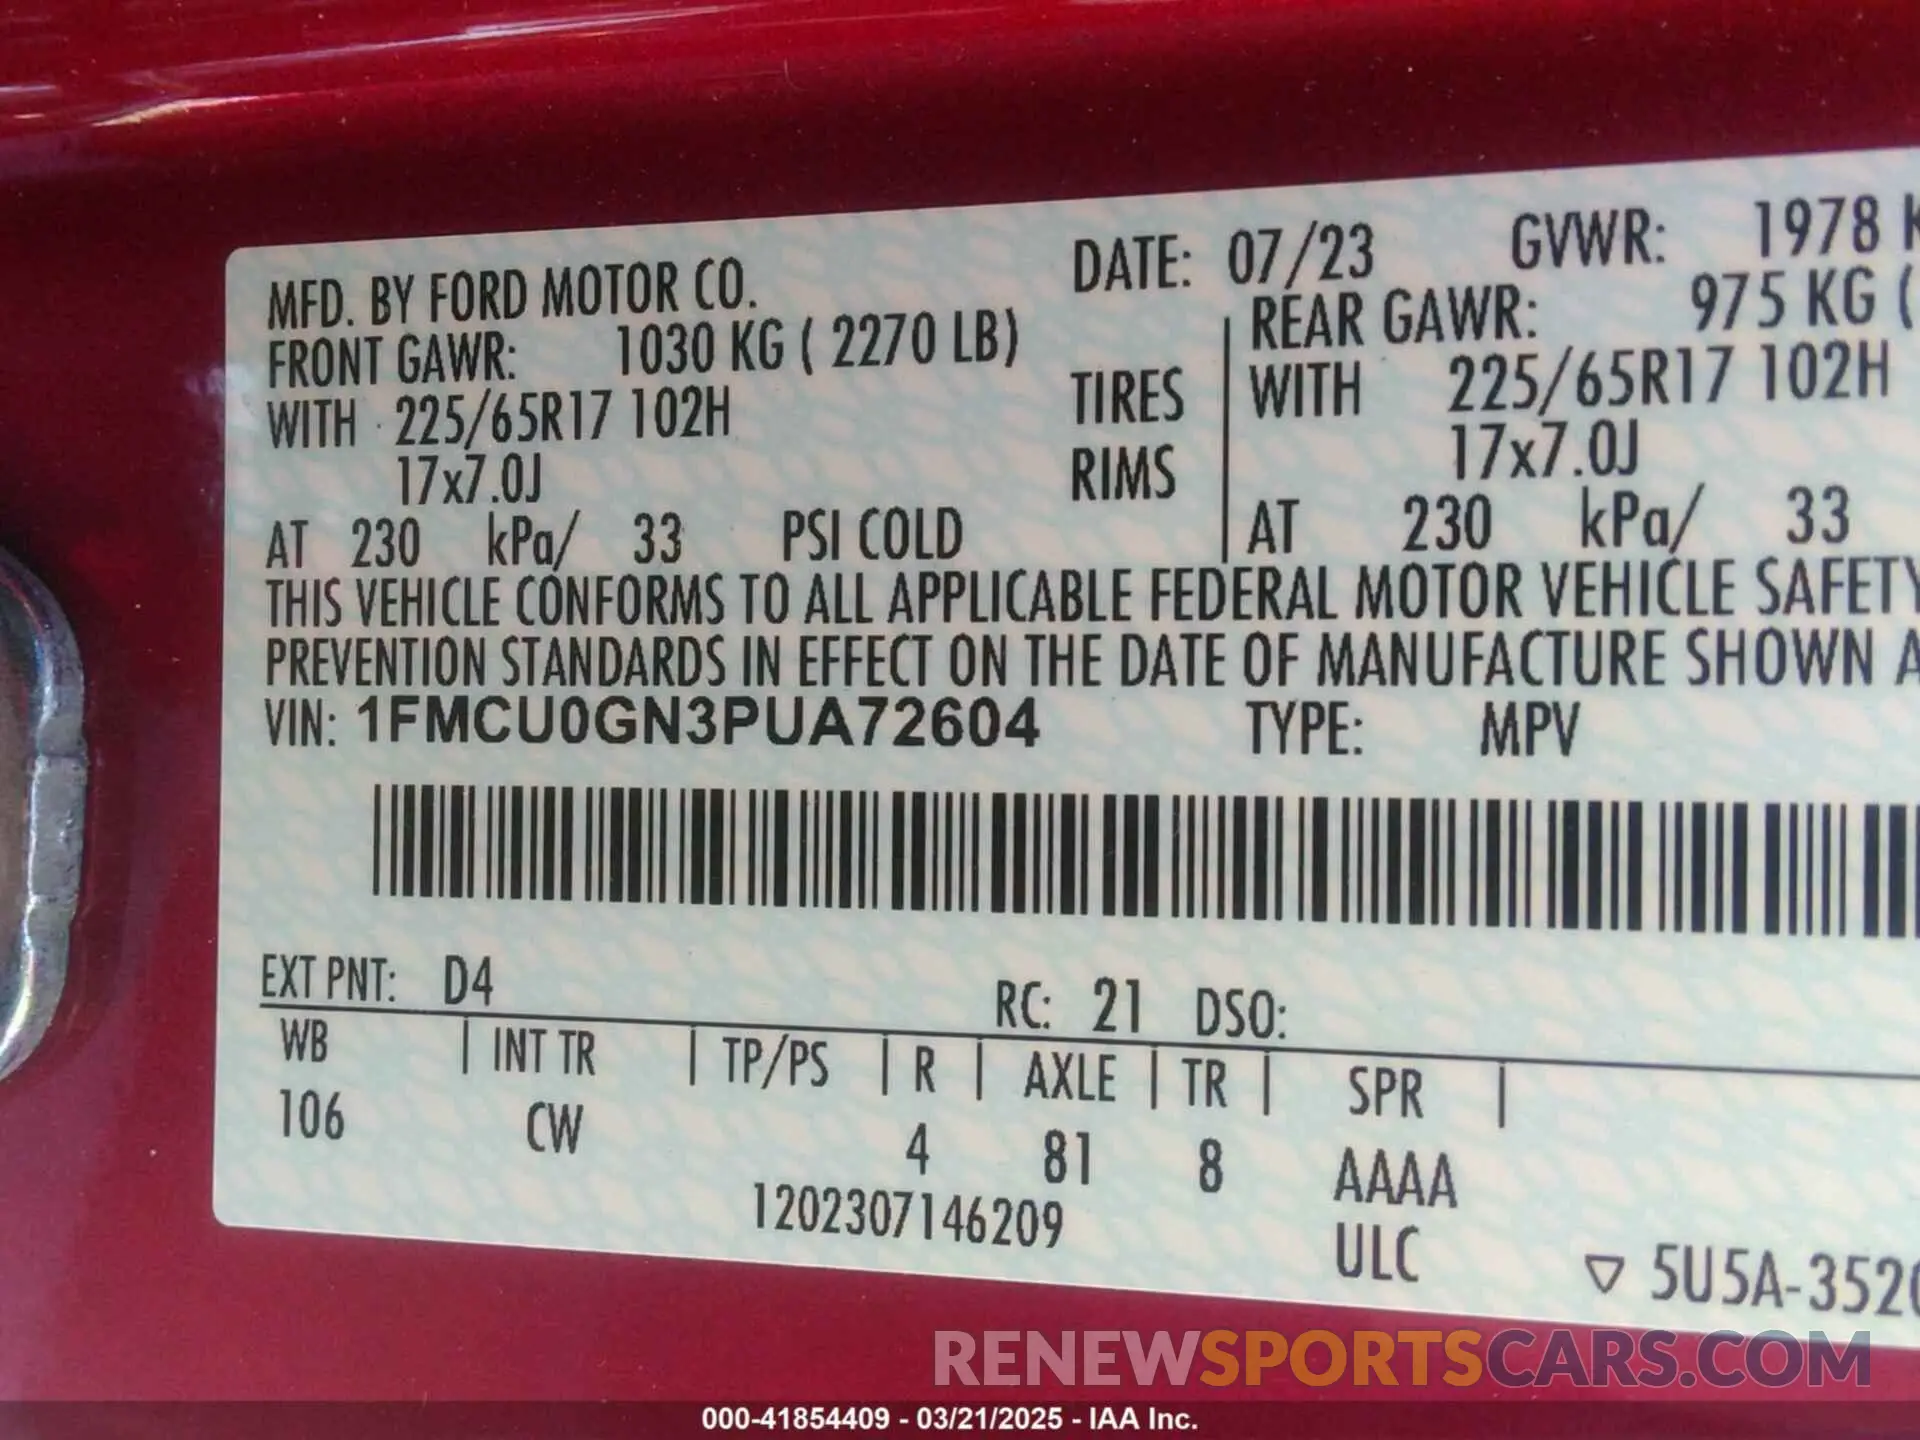 MFD. BY FORD MOTOR CO. DATE: 07/23 GVWR: 1978 K
FRONT GAWR: 1030 KG ( 2270 LB) REAR GAWR: 975 KG (
WITH 225/65R17 102H TIRES WITH 225/65R17 102H
17x7.0J RIMS 17x7.0J
AT 230 kPa/ 33 PSI COLD AT 230 kPa/ 33
THIS VEHICLE CONFORMS TO ALL APPLICABLE FEDERAL MOTOR VEHICLE SAFETY
PREVENTION STANDARDS IN EFFECT ON THE DATE OF MANUFACTURE SHOWN A
VIN: 1FMCU0GN3PUA72604 TYPE: MPV
EXT PNT: D4 RC: 21 DSO:
WB | INT TR | TP/PS | R | AXLE | TR | SPR |
106 CW 4 81 8 AAAA
1202307146209 ULC
▽ 5U5A-3520
RENEWSPORTSCARS.COM
000-41854409 - 03/21/2025 - IAA Inc.